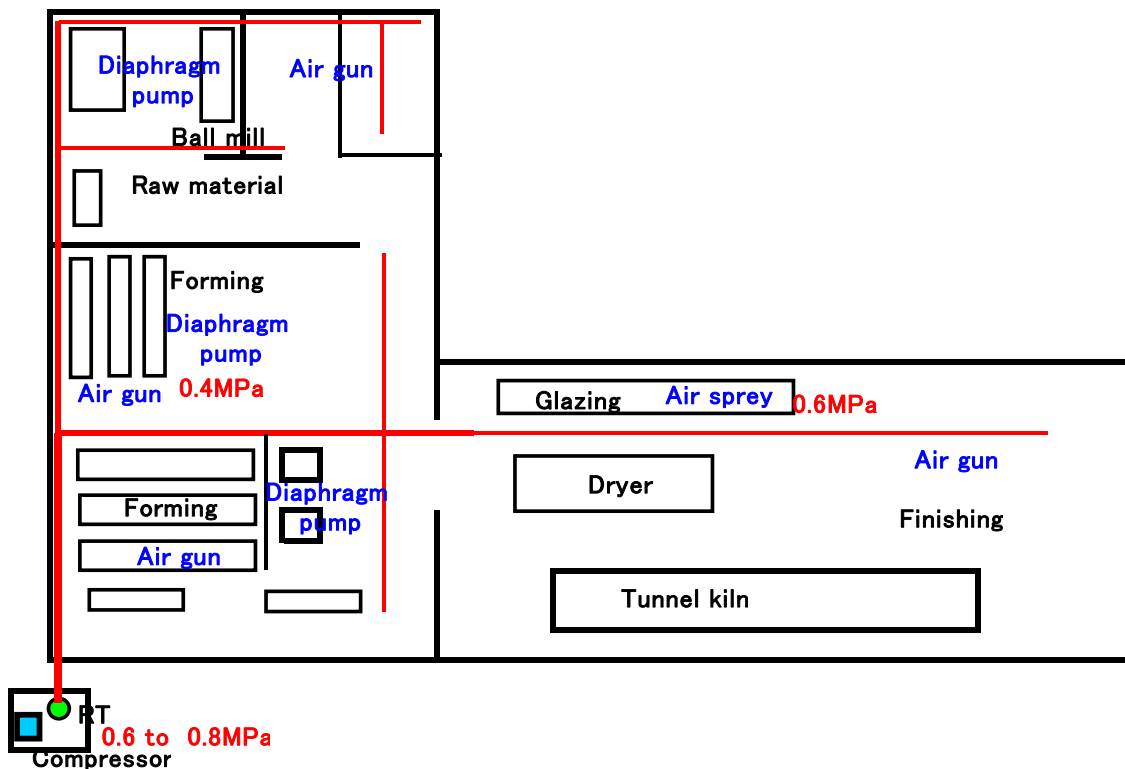 Diaphragm
pump
Air gun
Ball mill
Raw material
Forming
Diaphragm
pump
Air gun
0.4MPa
Glazing
Air sprey
0.6MPa
Air gun
Dryer
Diaphragm
pump
Forming
Finishing
Air gun
Tunnel kiln
RT
0.6 to 0.8MPa
Compressor